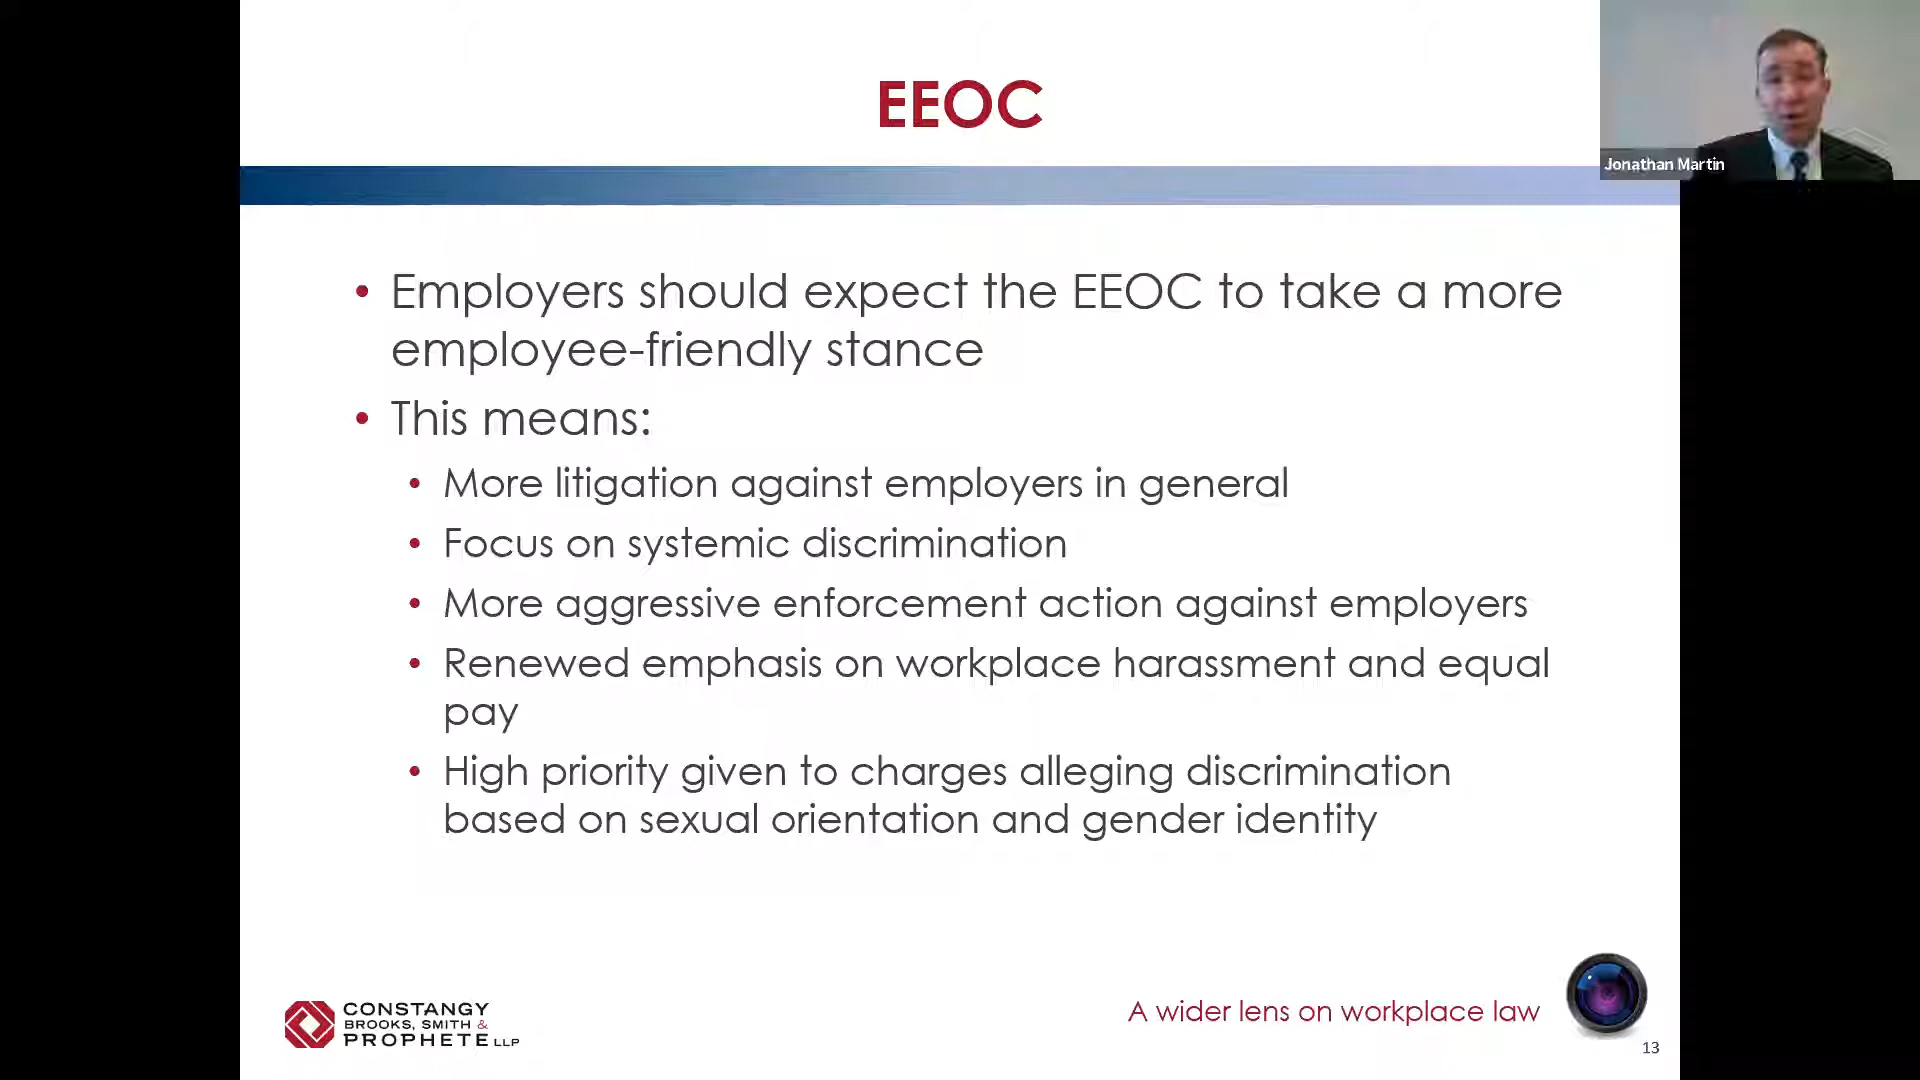 EEOC
Jonathan Martin
• Employers should expect the EEOC to take a more
employee-friendly stance
• This means:
• More litigation against employers in general
• Focus on systemic discrimination
• More aggressive enforcement action against employers
• Renewed emphasis on workplace harassment and equal
pay
• High priority given to charges alleging discrimination
based on sexual orientation and gender identity
CONSTANGY
BROOKS, SMITH &
PROPHETE LLP
A wider lens on workplace law
13